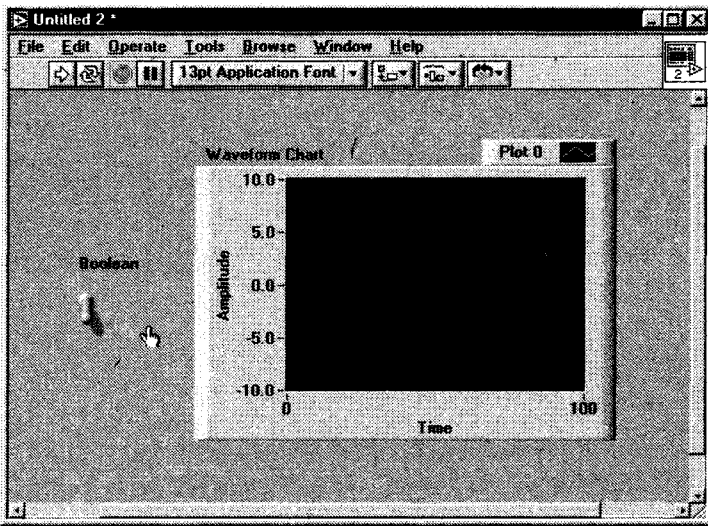 Untitled 2 *
File Edit Operate Tools Browse Window Help
13pt Application Font
2
Waveform Chart
Plot 0
10.0
5.0
0.0
-5.0
-10.0
Amplitude
0
100
Time
Boolean